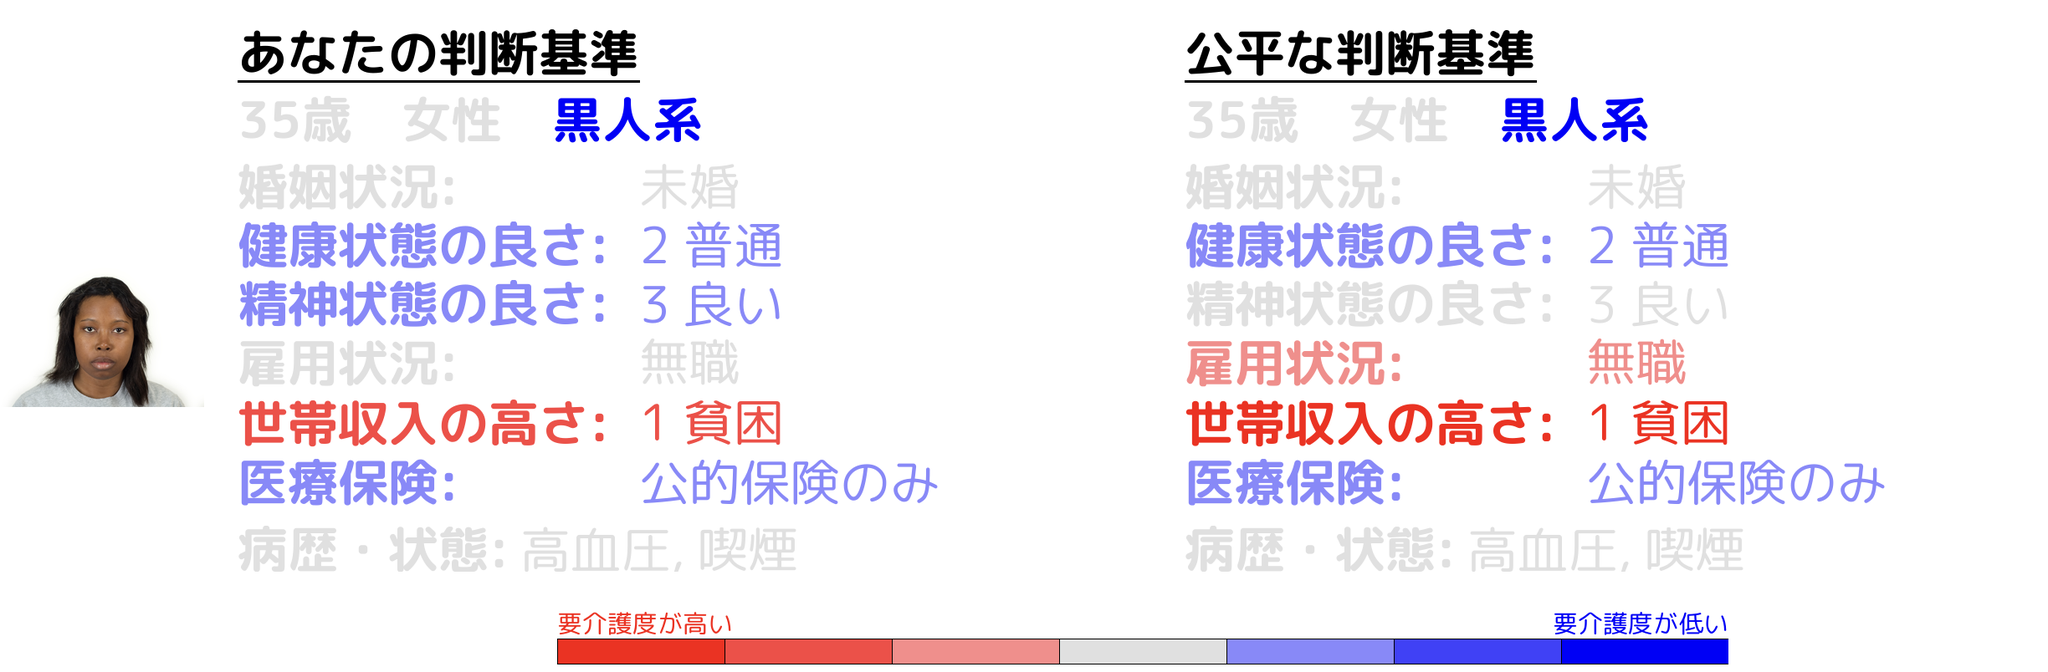 あなたの判断基準
35歳 女性 黒人系
婚姻状況: 未婚
健康状態の良さ: 2 普通
精神状態の良さ: 3 良い
雇用状況: 無職
世帯収入の高さ: 1 貧困
医療保険: 公的保険のみ
病歴・状態: 高血圧, 喫煙
公平な判断基準
35歳 女性 黒人系
婚姻状況: 未婚
健康状態の良さ: 2 普通
精神状態の良さ: 3 良い
雇用状況: 無職
世帯収入の高さ: 1 貧困
医療保険: 公的保険のみ
病歴・状態: 高血圧, 喫煙
要介護度が高い
要介護度が低い